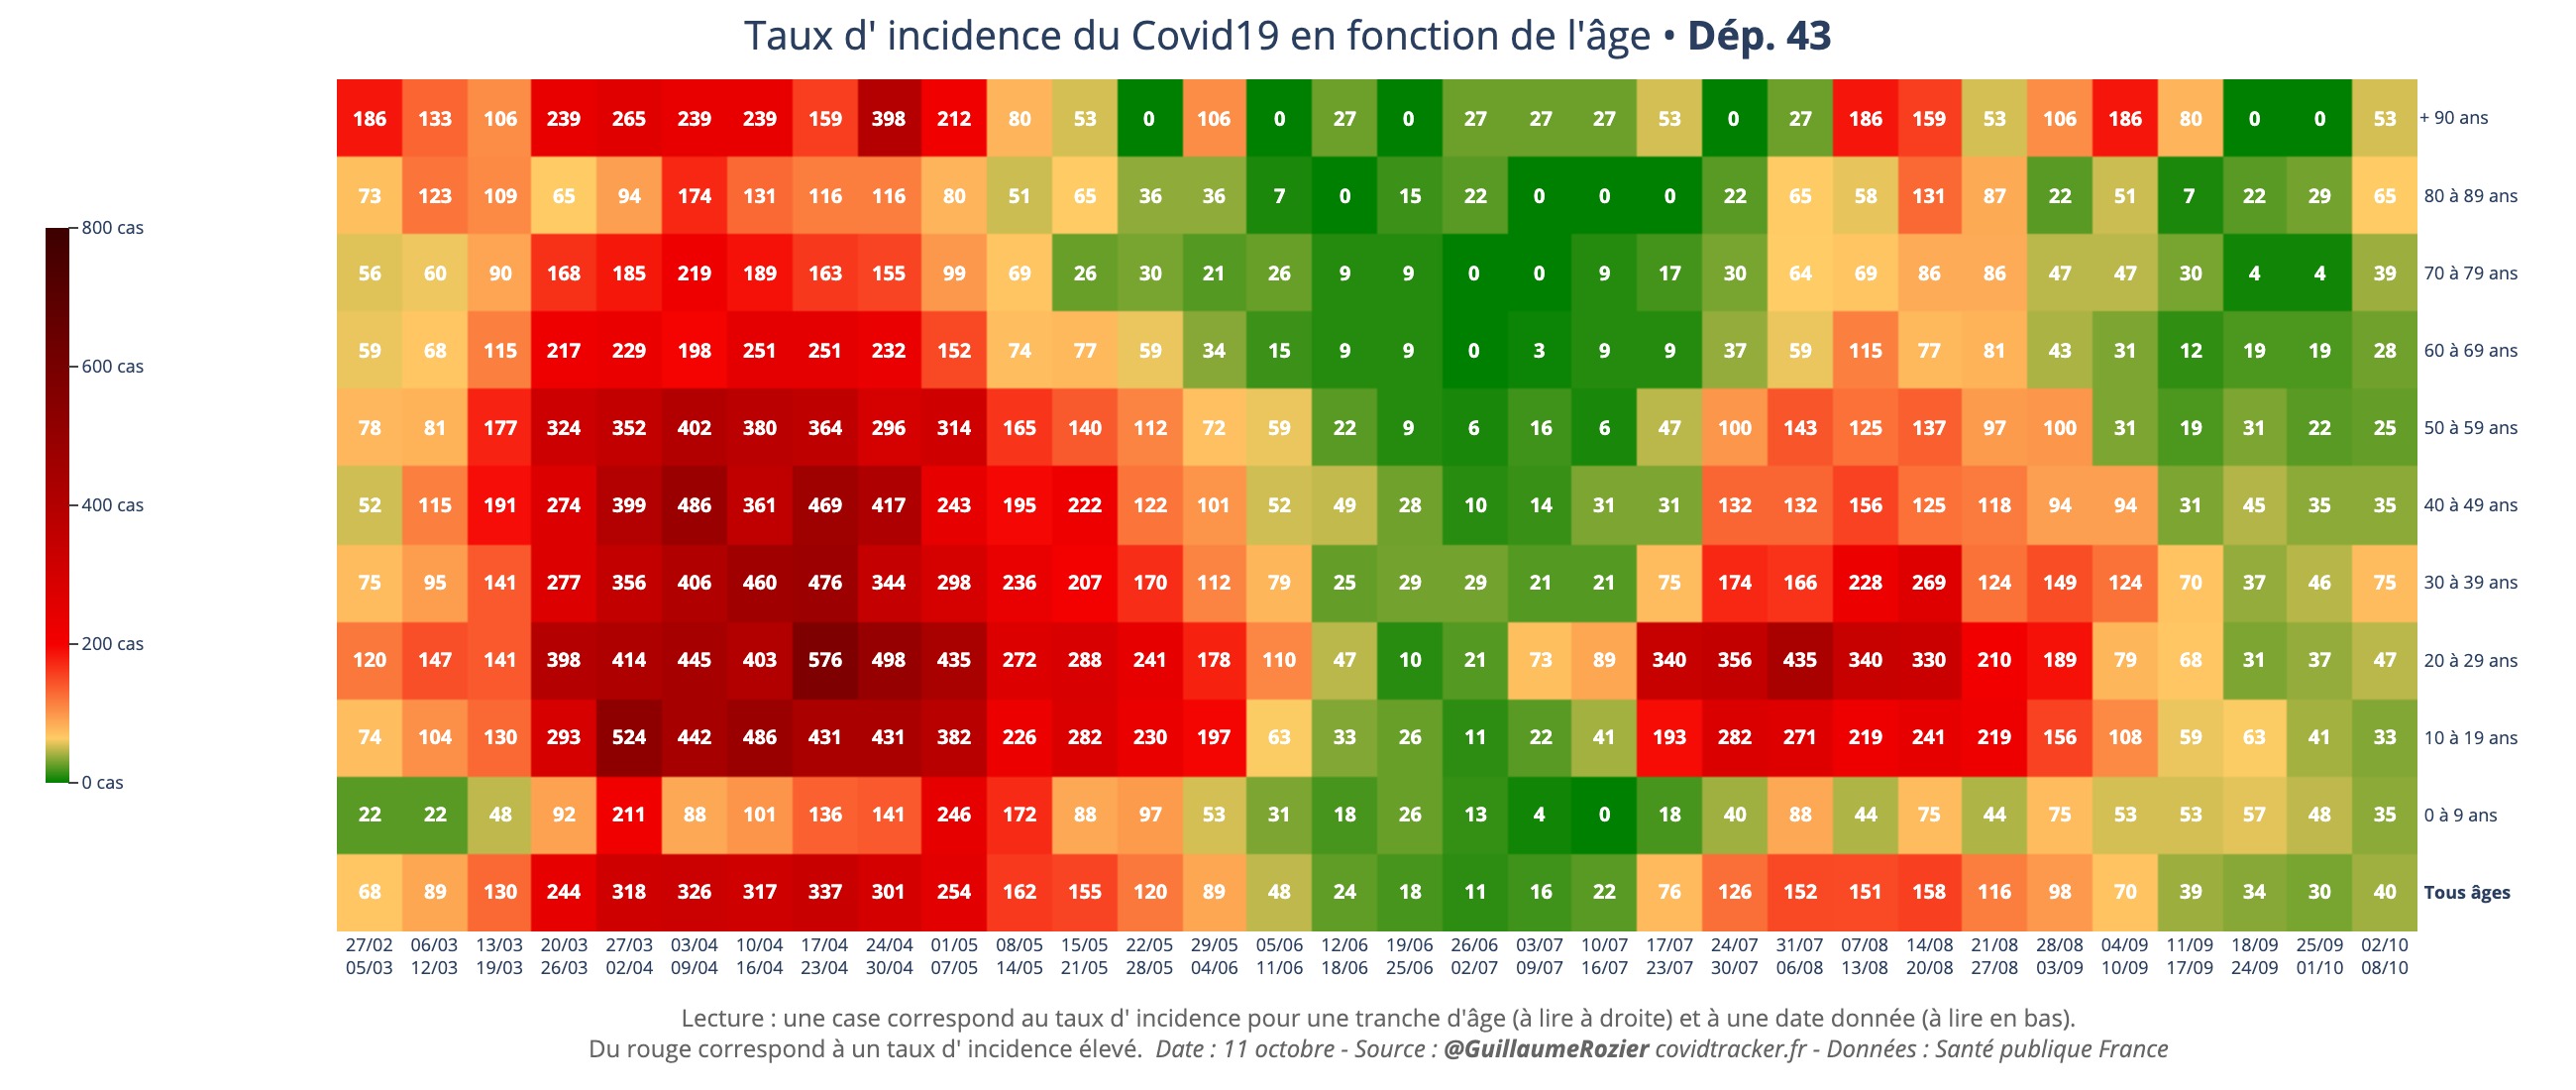 Taux d' incidence du Covid19 en fonction de l'âge • Dép. 43
800 cas
600 cas
400 cas
200 cas
0 cas
186 133 106 239 265 239 239 159 398 212 80 53 0 106 0 27 0 27 27 27 53 0 27 186 159 53 106 186 80 0 0 53 + 90 ans
73 123 109 65 94 174 131 116 116 80 51 65 36 36 7 0 15 22 0 0 0 22 65 58 131 87 22 51 7 22 29 65 80 à 89 ans
56 60 90 168 185 219 189 163 155 99 69 26 30 21 26 9 9 0 0 9 17 30 64 69 86 86 47 47 30 4 4 39 70 à 79 ans
59 68 115 217 229 198 251 251 232 152 74 77 59 34 15 9 9 0 3 9 9 37 59 115 77 81 43 31 12 19 19 28 60 à 69 ans
78 81 177 324 352 402 380 364 296 314 165 140 112 72 59 22 9 6 16 6 47 100 143 125 137 97 100 31 19 31 22 25 50 à 59 ans
52 115 191 274 399 486 361 469 417 243 195 222 122 101 52 49 28 10 14 31 31 132 132 156 125 118 94 94 31 45 35 35 40 à 49 ans
75 95 141 277 356 406 460 476 344 298 236 207 170 112 79 25 29 29 21 21 75 174 166 228 269 124 149 124 70 37 46 75 30 à 39 ans
120 147 141 398 414 445 403 576 498 435 272 288 241 178 110 47 10 21 73 89 340 356 435 340 330 210 189 79 68 31 37 47 20 à 29 ans
74 104 130 293 524 442 486 431 431 382 226 282 230 197 63 33 26 11 22 41 193 282 271 219 241 219 156 108 59 63 41 33 10 à 19 ans
22 22 48 92 211 88 101 136 141 246 172 88 97 53 31 18 26 13 4 0 18 40 88 44 75 44 75 53 53 57 48 35 0 à 9 ans
68 89 130 244 318 326 317 337 301 254 162 155 120 89 48 24 18 11 16 22 76 126 152 151 158 116 98 70 39 34 30 40 Tous âges
27/02 06/03 13/03 20/03 27/03 03/04 10/04 17/04 24/04 01/05 08/05 15/05 22/05 29/05 05/06 12/06 19/06 26/06 03/07 10/07 17/07 24/07 31/07 07/08 14/08 21/08 28/08 04/09 11/09 18/09 25/09 02/10
05/03 12/03 19/03 26/03 02/04 09/04 16/04 23/04 30/04 07/05 14/05 21/05 28/05 04/06 11/06 18/06 25/06 02/07 09/07 16/07 23/07 30/07 06/08 13/08 20/08 27/08 03/09 10/09 17/09 24/09 01/10 08/10
Lecture : une case correspond au taux d' incidence pour une tranche d'âge (à lire à droite) et à une date donnée (à lire en bas).
Du rouge correspond à un taux d' incidence élevé. Date : 11 octobre - Source : @GuillaumeRozier covidtracker.fr - Données : Santé publique France